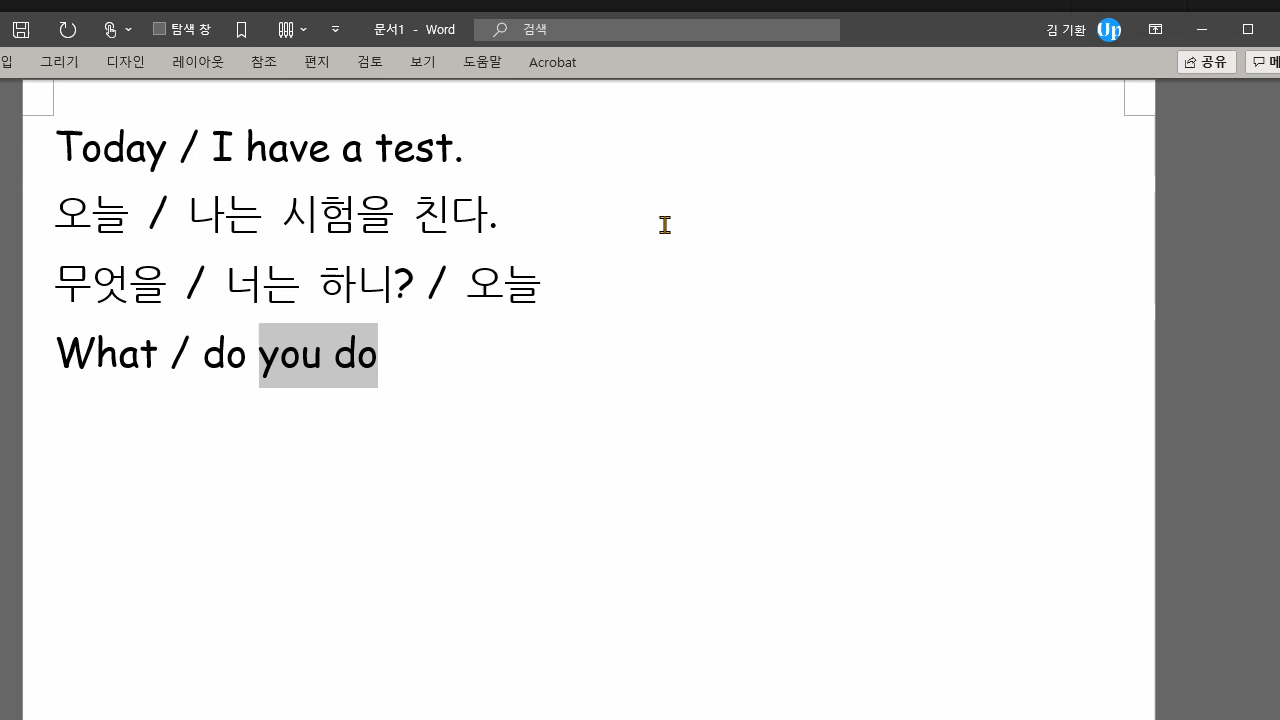 탐색 창 문서1 - Word 검색 김 기환 Up
입 그리기 디자인 레이아웃 참조 편지 검토 보기 도움말 Acrobat 공유 메
Today / I have a test.
오늘 / 나는 시험을 친다.
무엇을 / 너는 하니? / 오늘
What / do you do